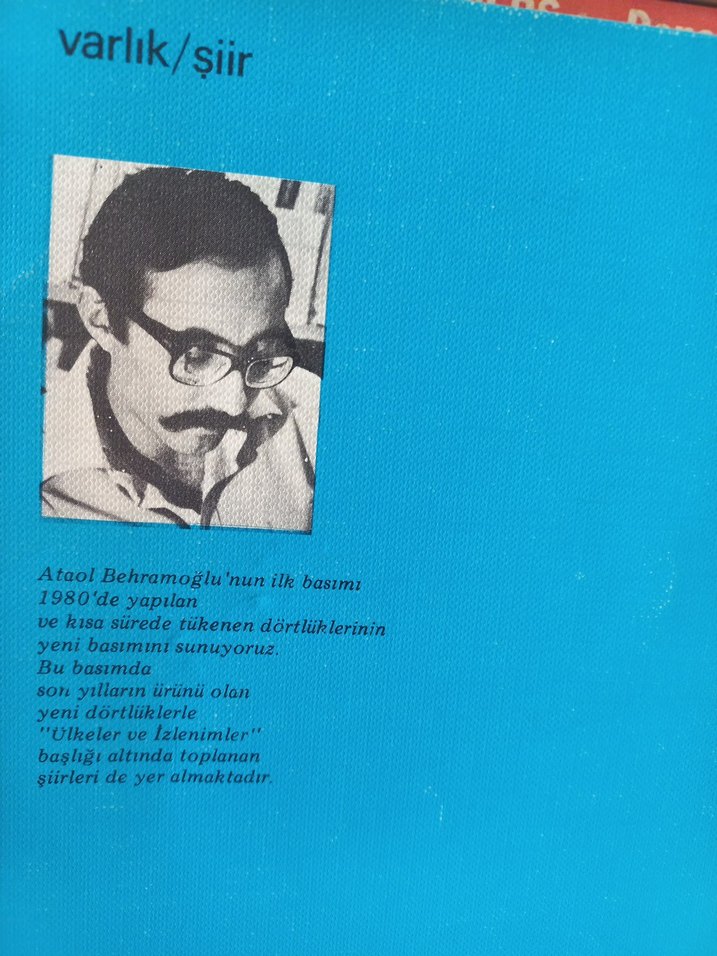 varlık/şiir
Ataol Behramoğlu'nun ilk basımı
1980'de yapılan
ve kısa sürede tükenen dörtlüklerinin
yeni basımını sunuyoruz.
Bu basımda
son yılların ürünü olan
yeni dörtlüklerle
"Ülkeler ve İzlenimler"
başlığı altında toplanan
şiirleri de yer almaktadır.